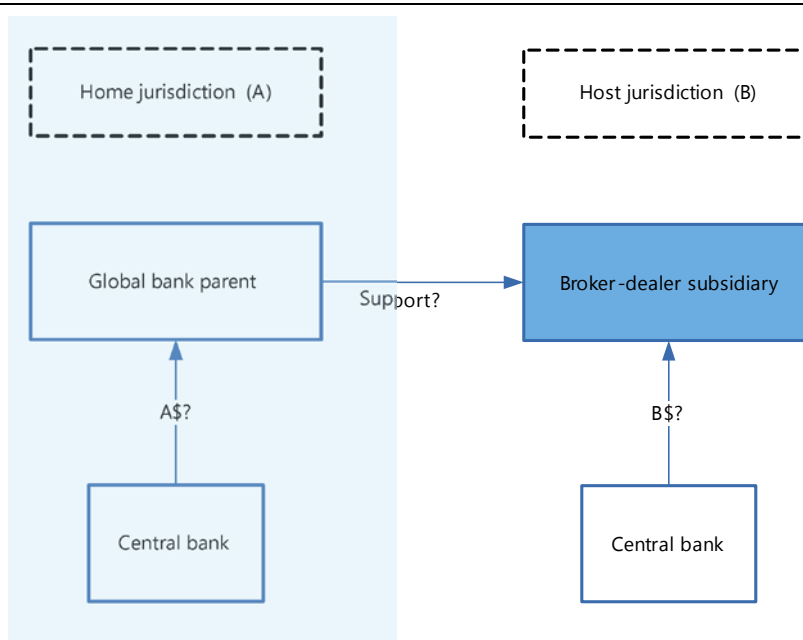 Home jurisdiction (A)
Host jurisdiction (B)
Global bank parent
Support?
Broker-dealer subsidiary
A$?
B$?
Central bank
Central bank